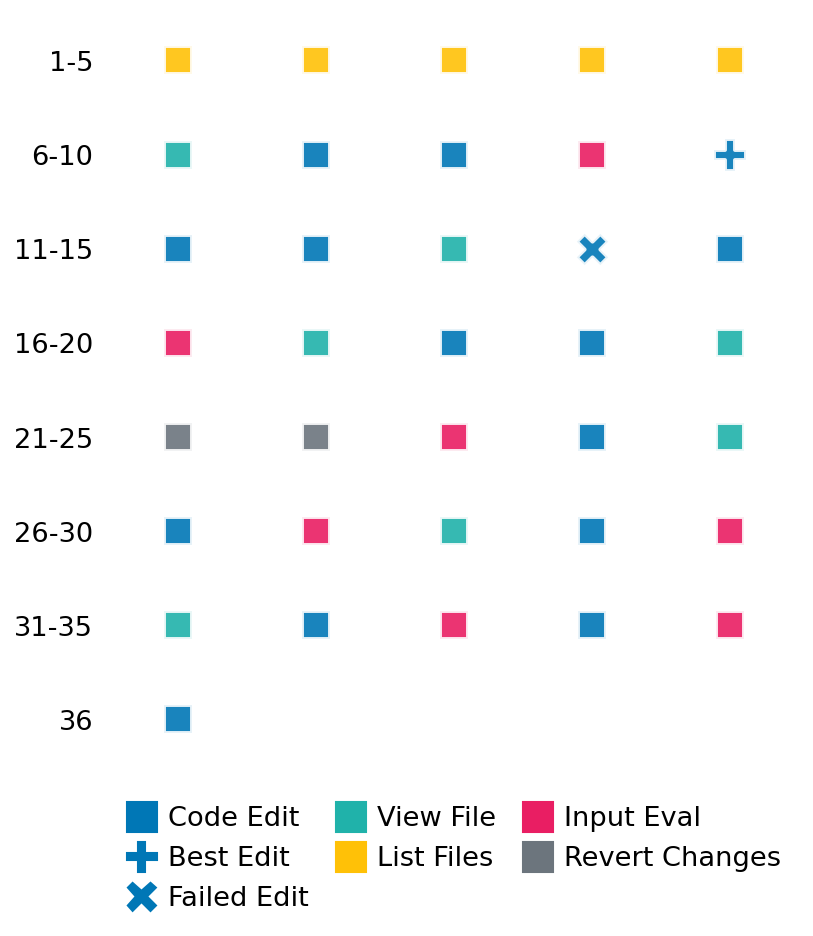 1-5
6-10
11-15
16-20
21-25
26-30
31-35
36
Code Edit View File Input Eval
Best Edit List Files Revert Changes
Failed Edit